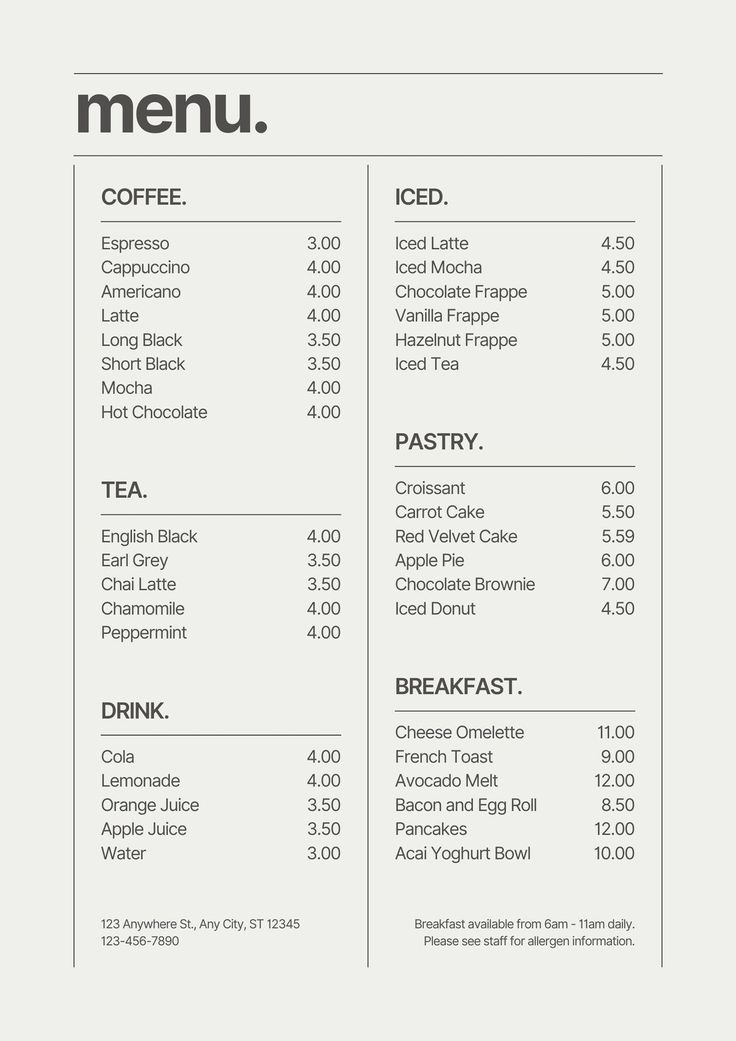 menu.
COFFEE.
Espresso 3.00
Cappuccino 4.00
Americano 4.00
Latte 4.00
Long Black 3.50
Short Black 3.50
Mocha 4.00
Hot Chocolate 4.00
TEA.
English Black 4.00
Earl Grey 3.50
Chai Latte 3.50
Chamomile 4.00
Peppermint 4.00
DRINK.
Cola 4.00
Lemonade 4.00
Orange Juice 3.50
Apple Juice 3.50
Water 3.00
123 Anywhere St., Any City, ST 12345
123-456-7890
ICED.
Iced Latte 4.50
Iced Mocha 4.50
Chocolate Frappe 5.00
Vanilla Frappe 5.00
Hazelnut Frappe 5.00
Iced Tea 4.50
PASTRY.
Croissant 6.00
Carrot Cake 5.50
Red Velvet Cake 5.59
Apple Pie 6.00
Chocolate Brownie 7.00
Iced Donut 4.50
BREAKFAST.
Cheese Omelette 11.00
French Toast 9.00
Avocado Melt 12.00
Bacon and Egg Roll 8.50
Pancakes 12.00
Acai Yoghurt Bowl 10.00
Breakfast available from 6am - 11am daily.
Please see staff for allergen information.